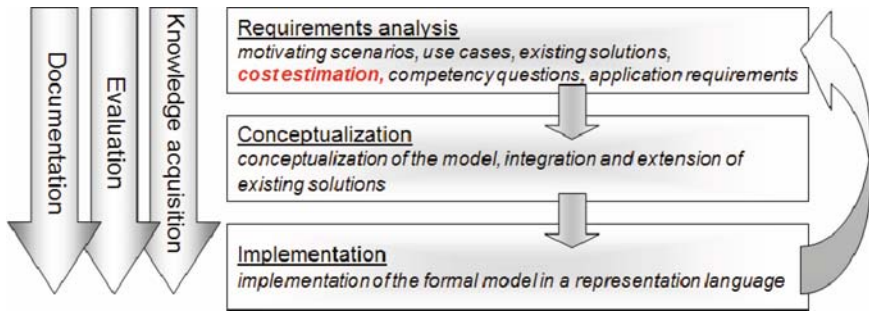 Documentation
Evaluation
Knowledge acquisition
Requirements analysis
motivating scenarios, use cases, existing solutions,
cost estimation, competency questions, application requirements
Conceptualization
conceptualization of the model, integration and extension of
existing solutions
Implementation
implementation of the formal model in a representation language